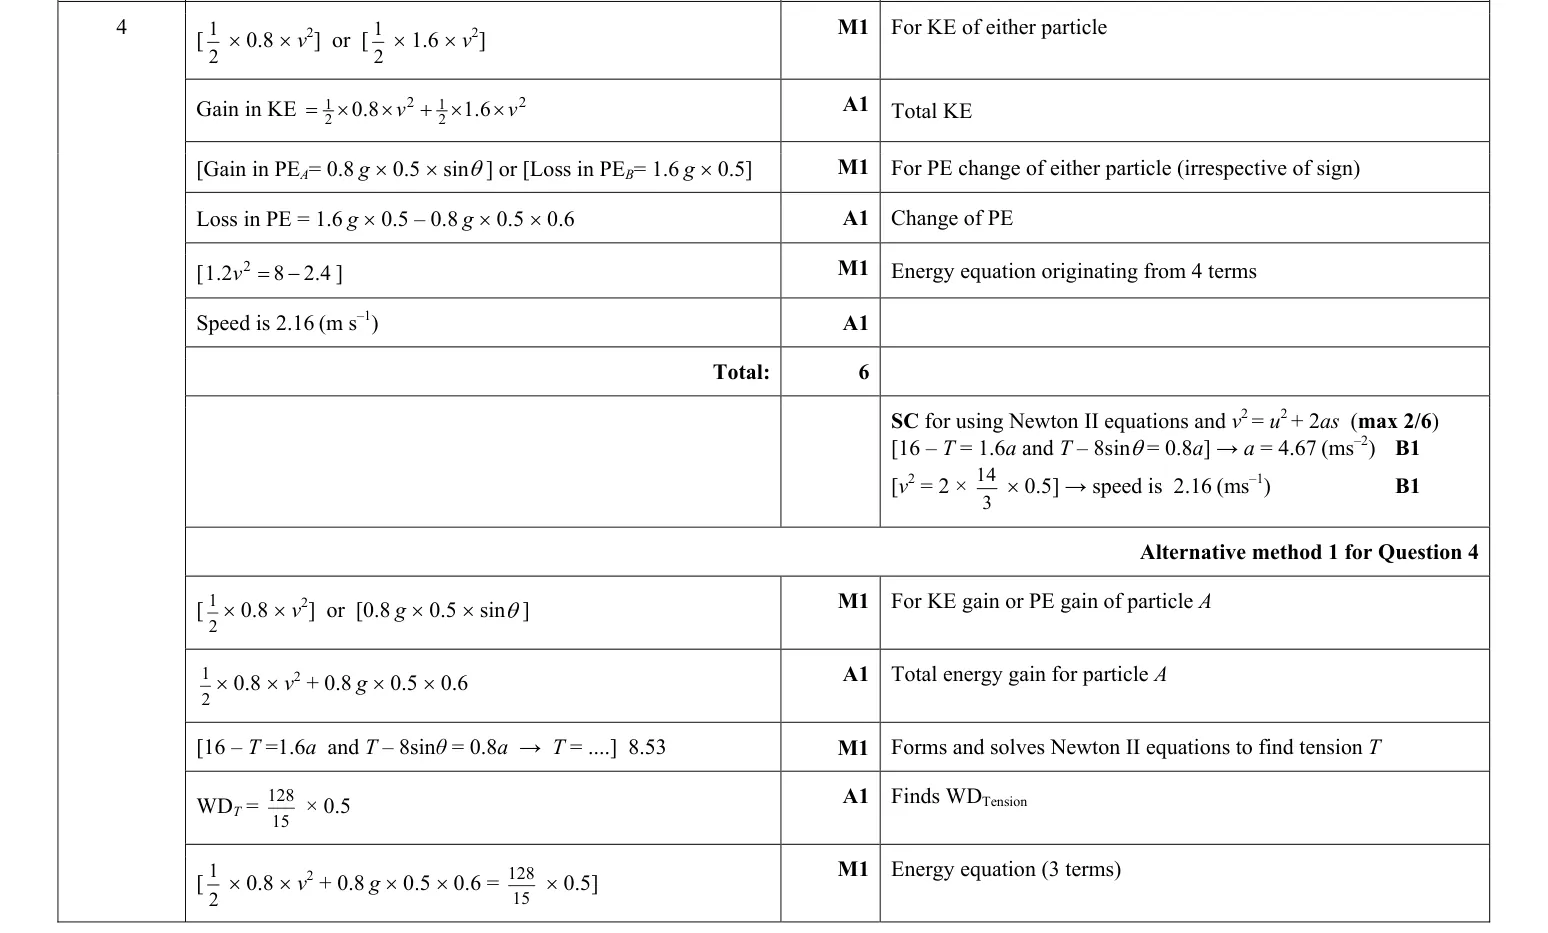 4 [1/2 × 0.8 × v²] or [1/2 × 1.6 × v²] M1 For KE of either particle
Gain in KE = 1/2 × 0.8 × v² + 1/2 × 1.6 × v² A1 Total KE
[Gain in PE_A = 0.8 g × 0.5 × sinθ ] or [Loss in PE_B = 1.6 g × 0.5] M1 For PE change of either particle (irrespective of sign)
Loss in PE = 1.6 g × 0.5 – 0.8 g × 0.5 × 0.6 A1 Change of PE
[1.2v² = 8 – 2.4 ] M1 Energy equation originating from 4 terms
Speed is 2.16 (m s⁻¹) A1
Total: 6
SC for using Newton II equations and v² = u² + 2as (max 2/6)
[16 – T = 1.6a and T – 8sinθ = 0.8a] → a = 4.67 (ms⁻²) B1
[v² = 2 × 14/3 × 0.5] → speed is 2.16 (ms⁻¹) B1
Alternative method 1 for Question 4
[1/2 × 0.8 × v²] or [0.8 g × 0.5 × sinθ ] M1 For KE gain or PE gain of particle A
1/2 × 0.8 × v² + 0.8 g × 0.5 × 0.6 A1 Total energy gain for particle A
[16 – T =1.6a and T – 8sinθ = 0.8a → T = ....] 8.53 M1 Forms and solves Newton II equations to find tension T
WD_T = 128/15 × 0.5 A1 Finds WD_Tension
[1/2 × 0.8 × v² + 0.8 g × 0.5 × 0.6 = 128/15 × 0.5] M1 Energy equation (3 terms)